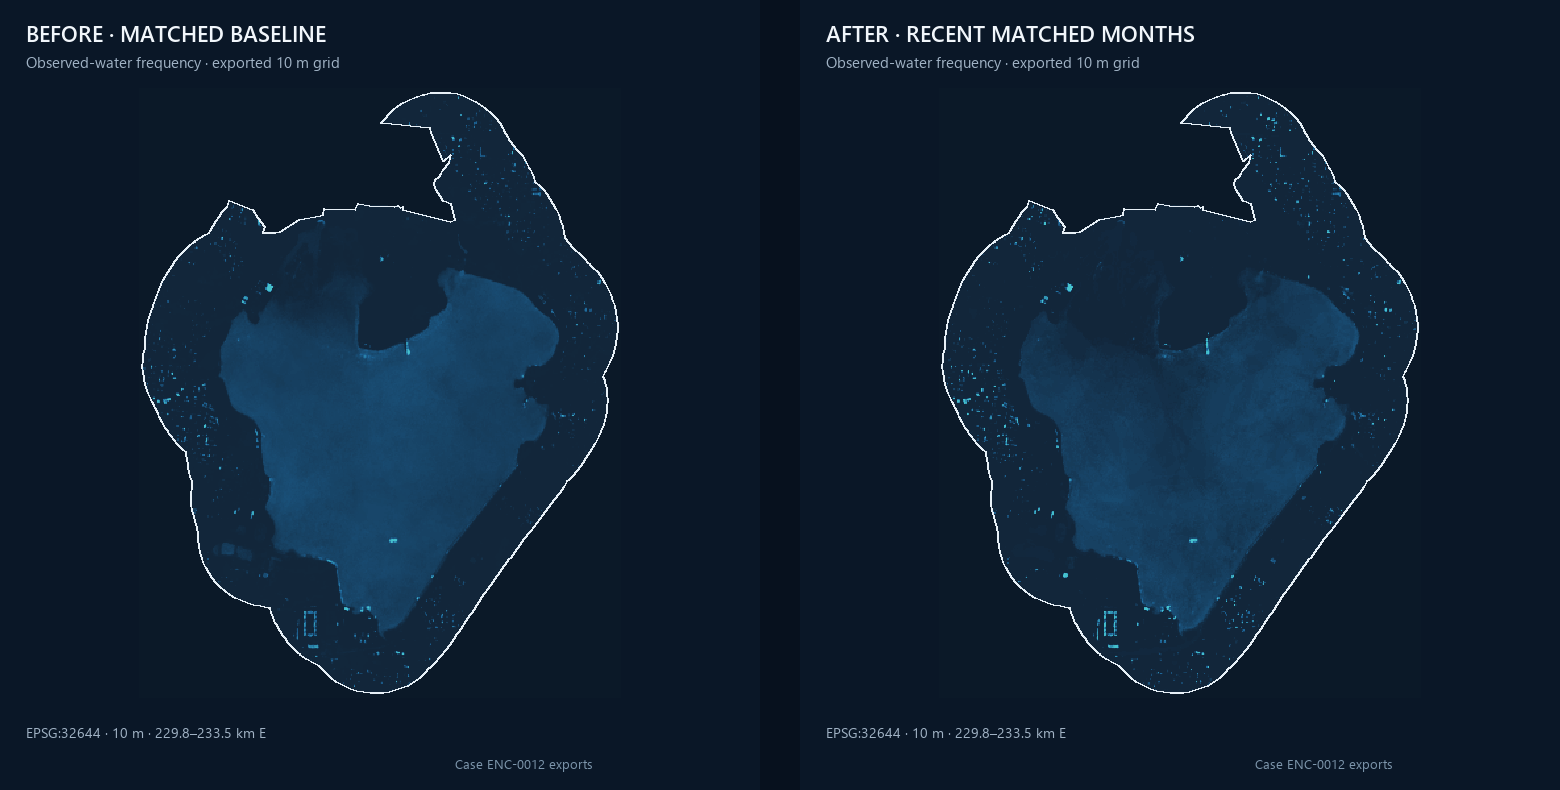 BEFORE · MATCHED BASELINE
Observed-water frequency · exported 10 m grid
EPSG:32644 · 10 m · 229.8–233.5 km E
Case ENC-0012 exports
AFTER · RECENT MATCHED MONTHS
Observed-water frequency · exported 10 m grid
EPSG:32644 · 10 m · 229.8–233.5 km E
Case ENC-0012 exports